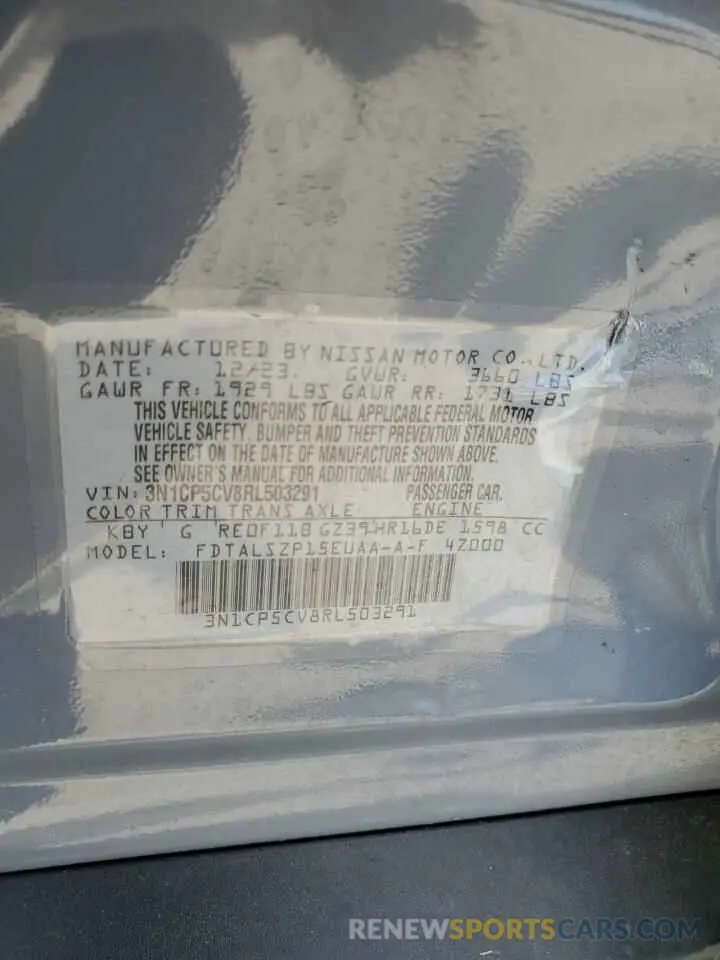 MANUFACTURED BY NISSAN MOTOR CO., LTD.
DATE: 12/23. GVWR: 3660 LBS
GAWR FR: 1929 LBS GAWR RR: 1731 LBS
THIS VEHICLE CONFORMS TO ALL APPLICABLE FEDERAL MOTOR
VEHICLE SAFETY, BUMPER AND THEFT PREVENTION STANDARDS
IN EFFECT ON THE DATE OF MANUFACTURE SHOWN ABOVE.
SEE OWNER'S MANUAL FOR ADDITIONAL INFORMATION.
VIN: 3N1CP5CV8RL503291 PASSENGER CAR.
COLOR TRIM TRANS AXLE ENGINE
KBY G RE0F11B GZ39 HR16DE 1598 CC
MODEL: FDTALSZP15EUAA-A-F 4Z000
3N1CP5CV8RL503291
RENEWSPORTSCARS.COM